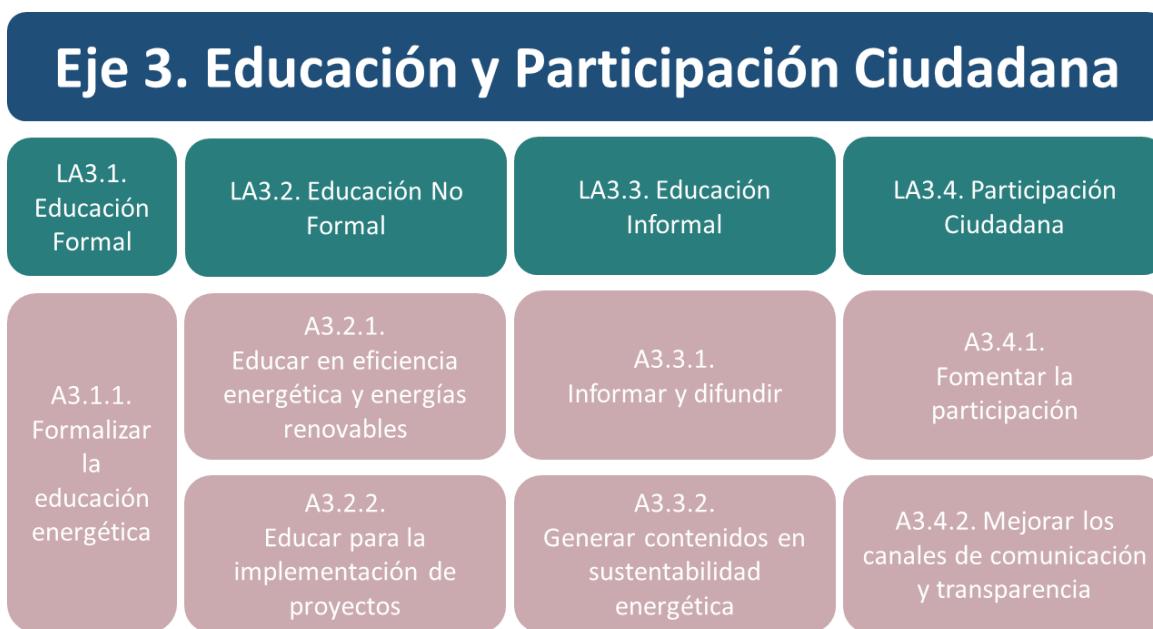 Eje 3. Educación y Participación Ciudadana
LA3.1.
Educación
Formal
LA3.2. Educación No
Formal
LA3.3. Educación
Informal
LA3.4. Participación
Ciudadana
A3.1.1.
Formalizar
la
educación
energética
A3.2.1.
Educar en eficiencia
energética y energías
renovables
A3.3.1.
Informar y difundir
A3.4.1.
Fomentar la
participación
A3.2.2.
Educar para la
implementación de
proyectos
A3.3.2.
Generar contenidos en
sustentabilidad
energética
A3.4.2. Mejorar los
canales de comunicación
y transparencia